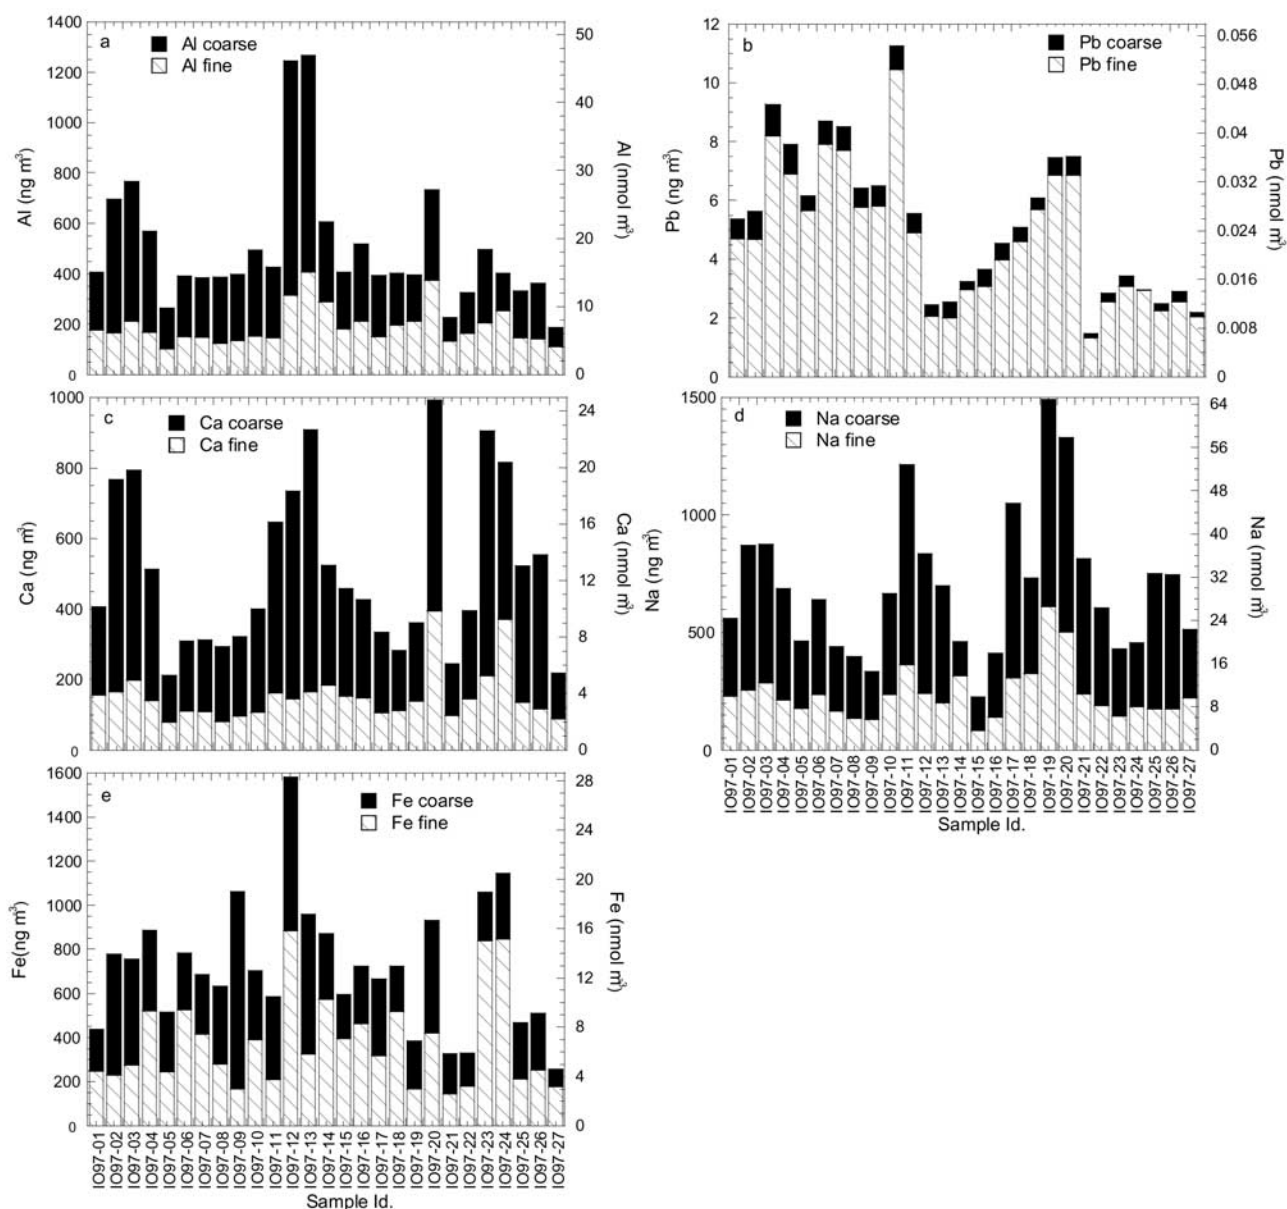 a
Al coarse
Al fine
1400
1200
1000
800
600
400
200
0
Al (ng m⁻³)
50
40
30
20
10
0
Al (nmol m⁻³)
b
Pb coarse
Pb fine
12
10
8
6
4
2
0
Pb (ng m⁻³)
0.056
0.048
0.04
0.032
0.024
0.016
0.008
0
Pb (nmol m⁻³)
c
Ca coarse
Ca fine
1000
800
600
400
200
0
Ca (ng m⁻³)
24
20
16
12
8
4
0
Ca (nmol m⁻³)
d
Na coarse
Na fine
1500
1000
500
0
Na (ng m⁻³)
64
56
48
40
32
24
16
8
0
Na (nmol m⁻³)
IO97-01
IO97-02
IO97-03
IO97-04
IO97-05
IO97-06
IO97-07
IO97-08
IO97-09
IO97-10
IO97-11
IO97-12
IO97-13
IO97-14
IO97-15
IO97-16
IO97-17
IO97-18
IO97-19
IO97-20
IO97-21
IO97-22
IO97-23
IO97-24
IO97-25
IO97-26
IO97-27
Sample Id.
e
Fe coarse
Fe fine
1600
1400
1200
1000
800
600
400
200
0
Fe(ng m⁻³)
28
24
20
16
12
8
4
0
Fe (nmol m⁻³)
IO97-01
IO97-02
IO97-03
IO97-04
IO97-05
IO97-06
IO97-07
IO97-08
IO97-09
IO97-10
IO97-11
IO97-12
IO97-13
IO97-14
IO97-15
IO97-16
IO97-17
IO97-18
IO97-19
IO97-20
IO97-21
IO97-22
IO97-23
IO97-24
IO97-25
IO97-26
IO97-27
Sample Id.